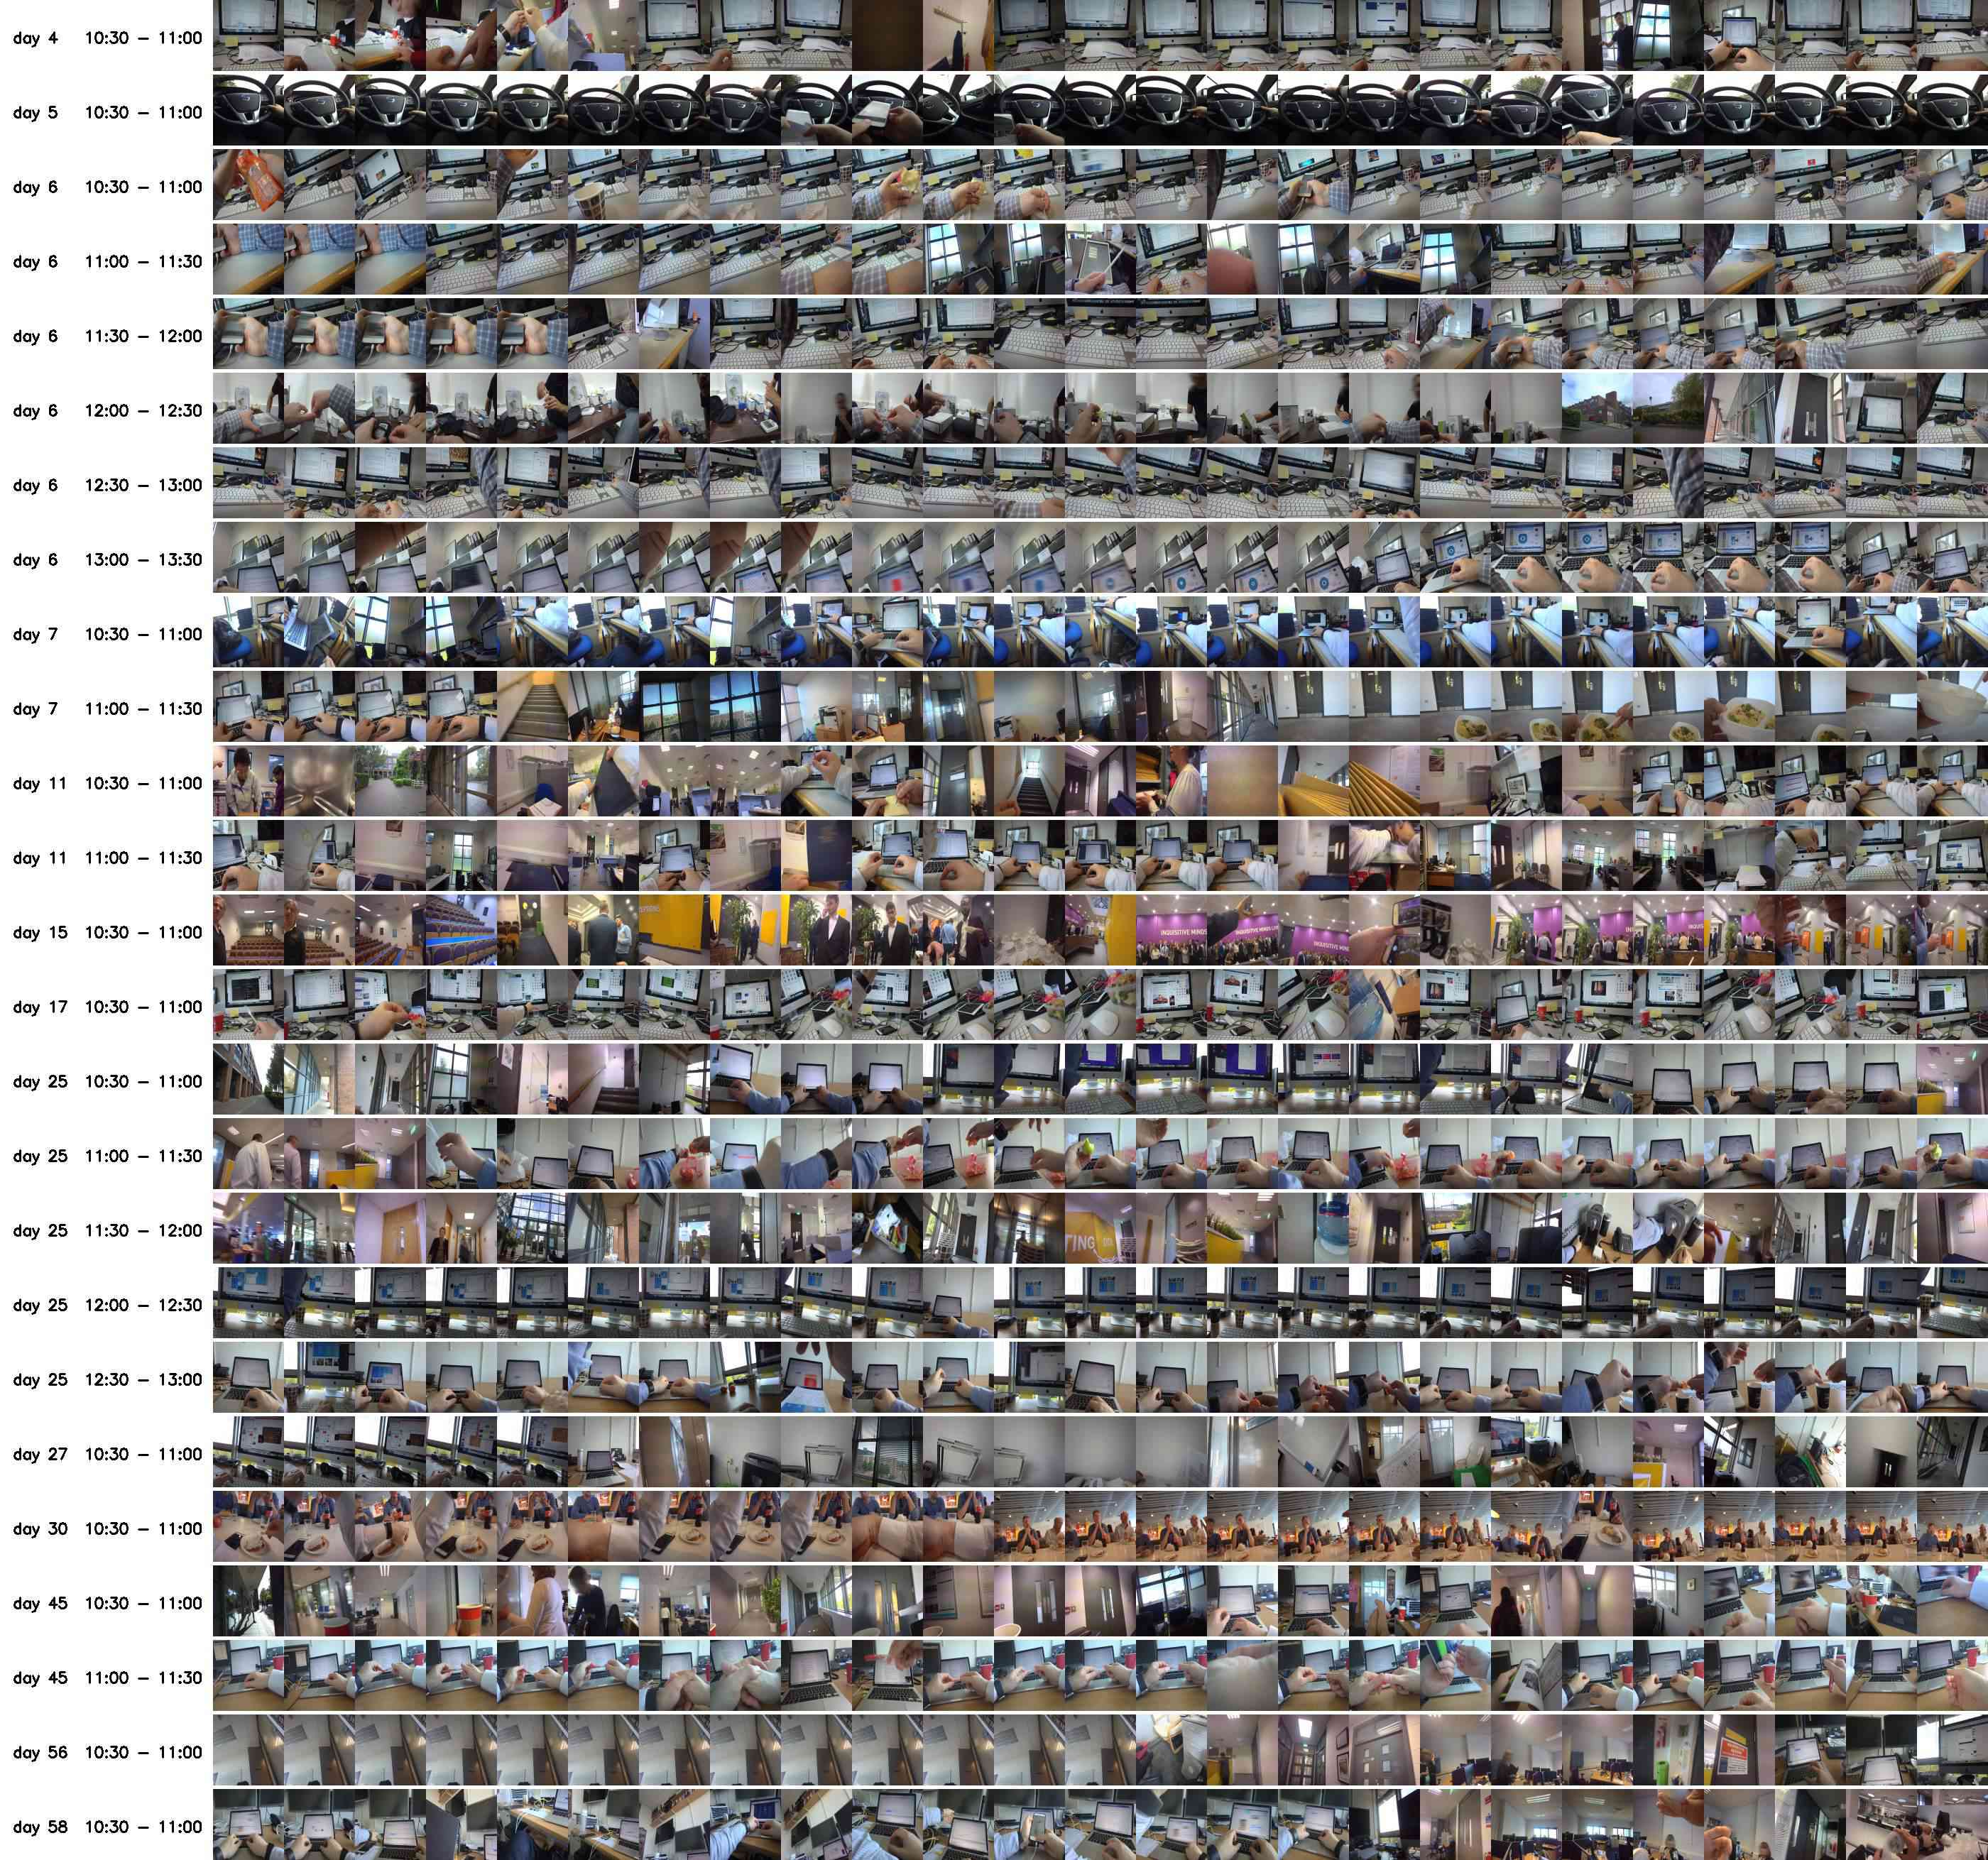 day 4 10:30 – 11:00
day 5 10:30 – 11:00
day 6 10:30 – 11:00
day 6 11:00 – 11:30
day 6 11:30 – 12:00
day 6 12:00 – 12:30
day 6 12:30 – 13:00
day 6 13:00 – 13:30
day 7 10:30 – 11:00
day 7 11:00 – 11:30
day 11 10:30 – 11:00
day 11 11:00 – 11:30
day 15 10:30 – 11:00
INQUISITIVE MINDS
INQUISITIVE MINDS
INQUISITIVE MINDS
day 17 10:30 – 11:00
day 25 10:30 – 11:00
day 25 11:00 – 11:30
day 25 11:30 – 12:00
TING
day 25 12:00 – 12:30
day 25 12:30 – 13:00
day 27 10:30 – 11:00
day 30 10:30 – 11:00
day 45 10:30 – 11:00
day 45 11:00 – 11:30
day 56 10:30 – 11:00
day 58 10:30 – 11:00